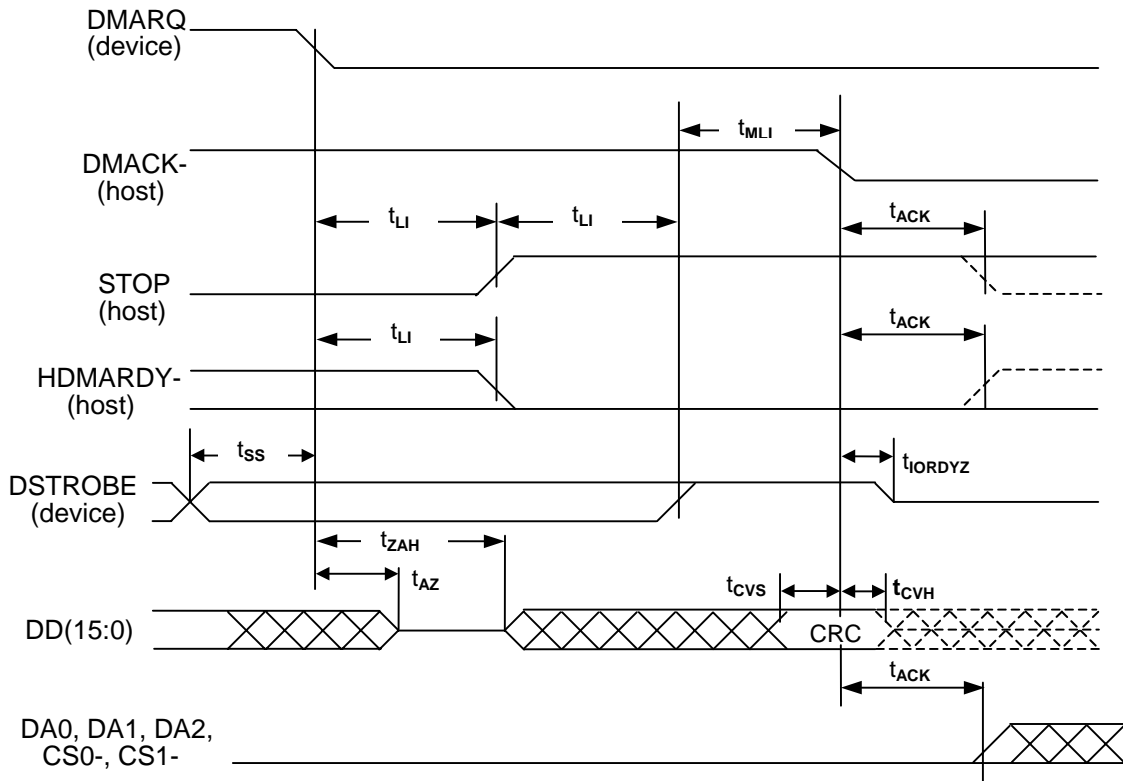 DMARQ
(device)
tMLI
DMACK-
(host)
tLI
tLI
tACK
STOP
(host)
tLI
tACK
HDMARDY-
(host)
tSS
tIORDYZ
DSTROBE
(device)
tZAH
tAZ
tCVS
tCVH
DD(15:0)
CRC
tACK
DA0, DA1, DA2,
CS0-, CS1-